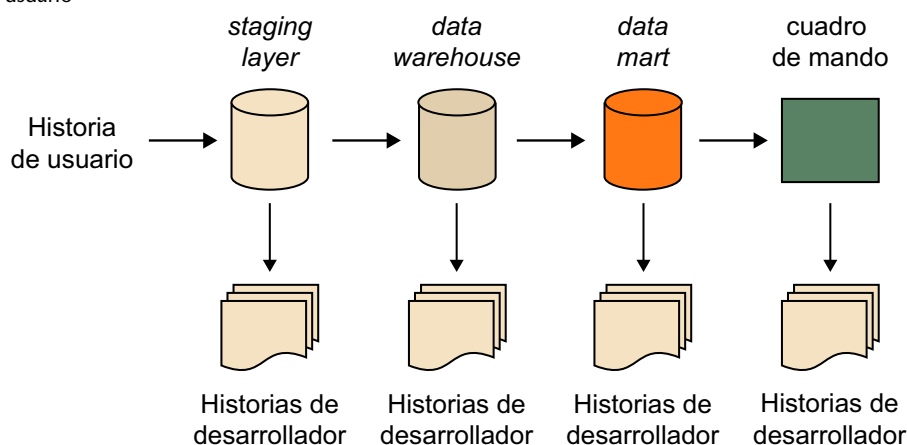 usuario
staging
layer
data
warehouse
data
mart
cuadro
de mando
Historia
de usuario
Historias de
desarrollador
Historias de
desarrollador
Historias de
desarrollador
Historias de
desarrollador